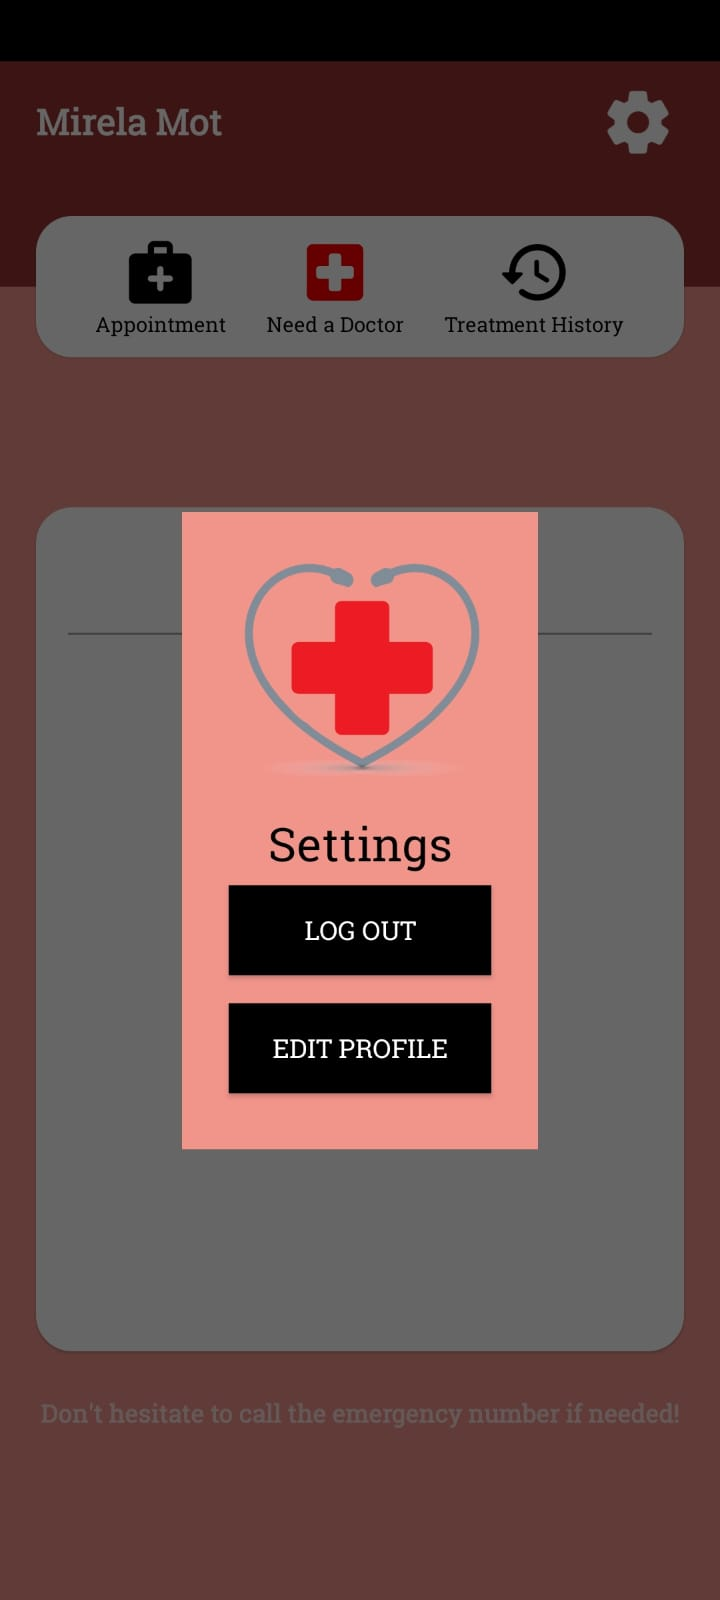 Mirela Mot
Appointment
Need a Doctor
Treatment History
Settings
LOG OUT
EDIT PROFILE
Don't hesitate to call the emergency number if needed!